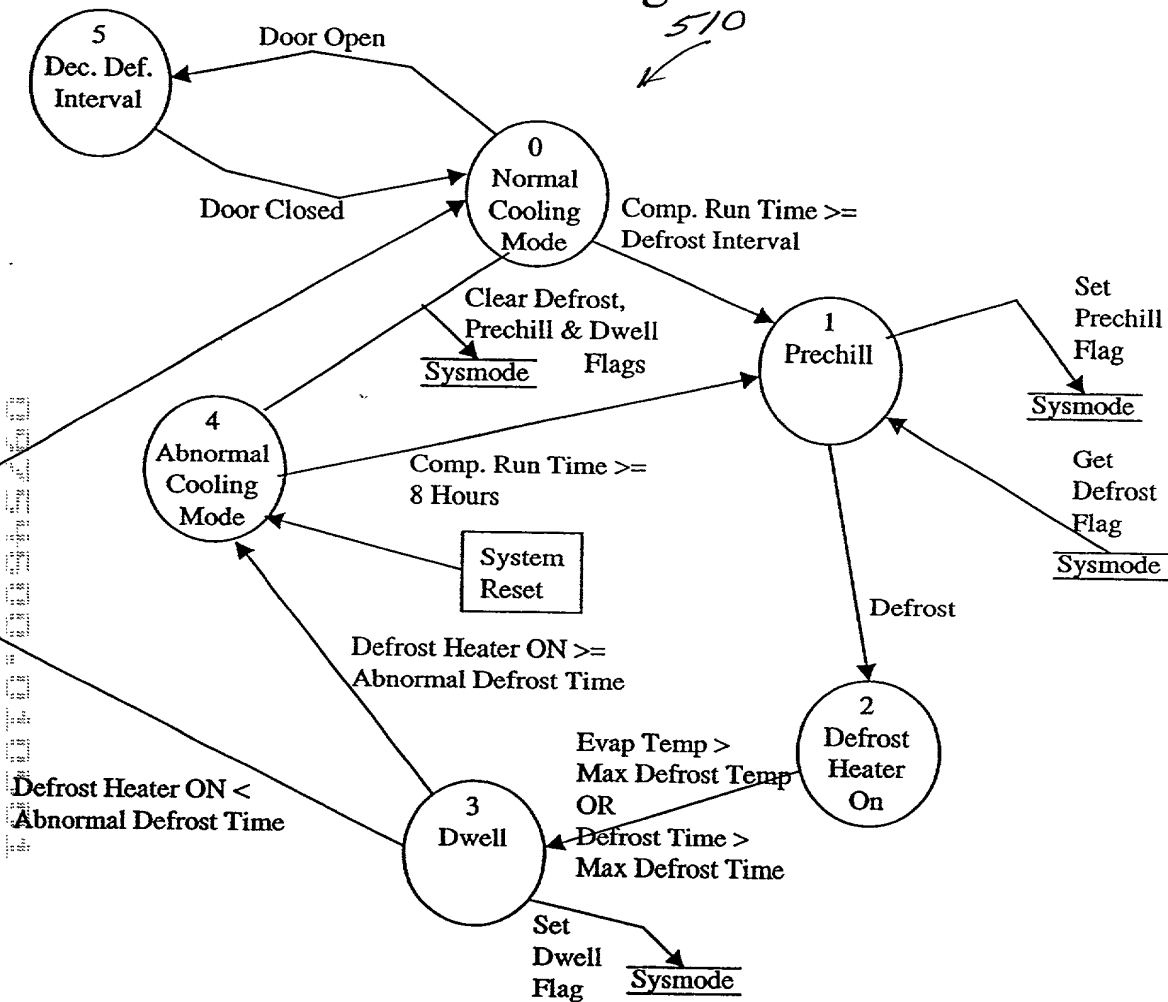 510
5
Dec. Def.
Interval
Door Open
Door Closed
0
Normal
Cooling
Mode
Comp. Run Time >=
Defrost Interval
Clear Defrost,
Prechill & Dwell
Flags
Sysmode
1
Prechill
Set
Prechill
Flag
Sysmode
Get
Defrost
Flag
Sysmode
4
Abnormal
Cooling
Mode
Comp. Run Time >=
8 Hours
System
Reset
Defrost
Defrost Heater ON >=
Abnormal Defrost Time
2
Defrost
Heater
On
Evap Temp >
Max Defrost Temp
OR
Defrost Time >
Max Defrost Time
Defrost Heater ON <
Abnormal Defrost Time
3
Dwell
Set
Dwell
Flag
Sysmode